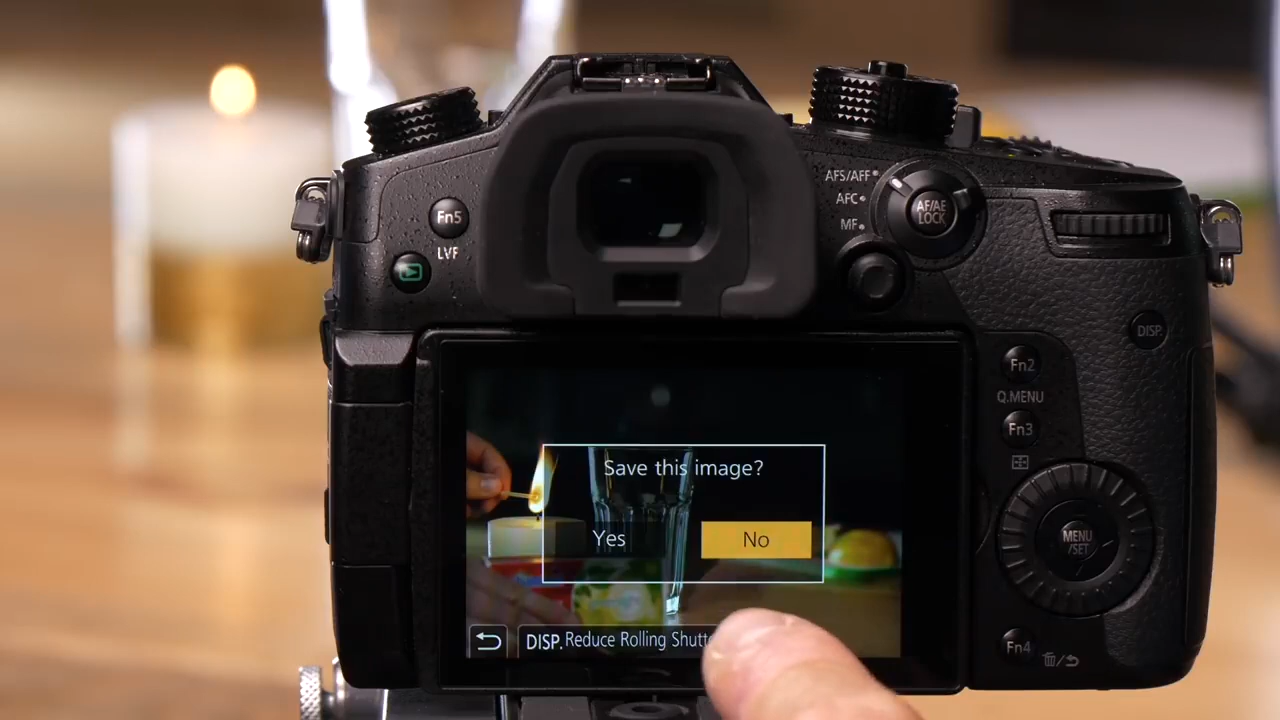 AFS/AFF
AFC
MF
AF/AE
LOCK
Fn5
LVF
DISP.
Fn2
Q.MENU
Fn3
MENU
/SET
Fn4
Save this image?
Yes
No
DISP. Reduce Rolling